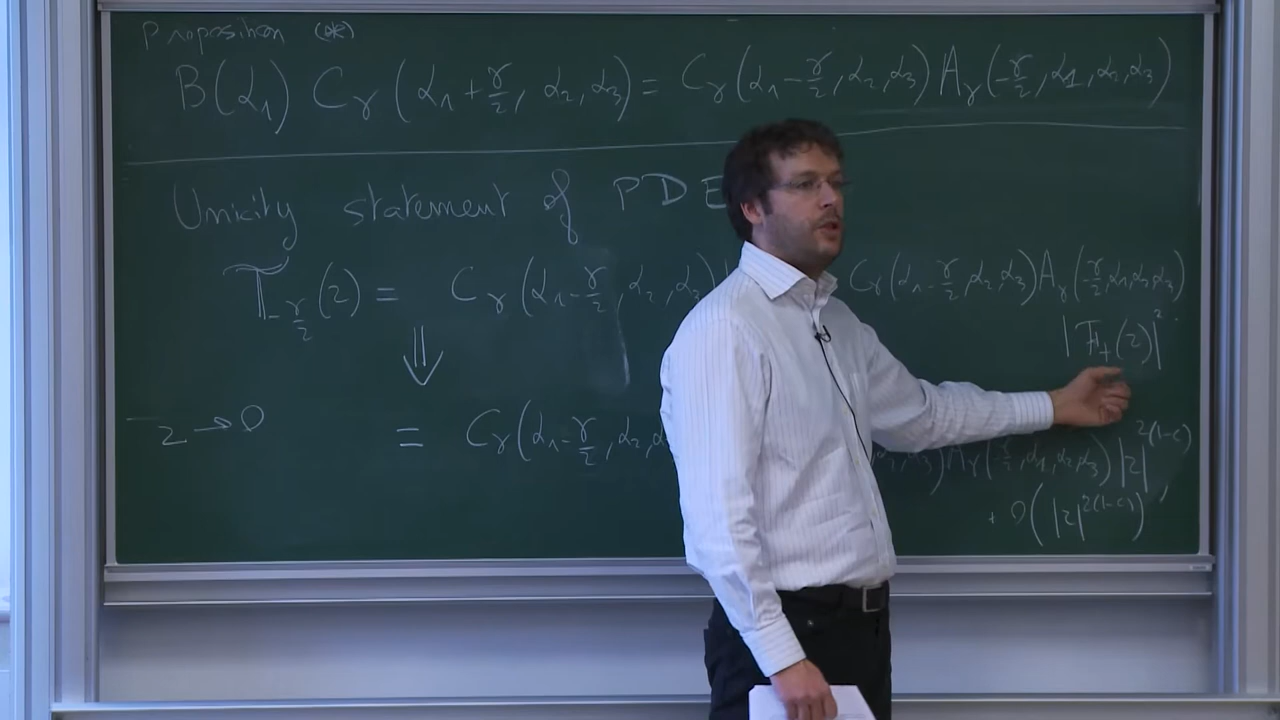 Proposition (*)
B(α₁) C_γ(α₁ + γ/2, α₂, α₃) = C_γ(α₁ - γ/2, α₂, α₃) A_γ(-γ/2, α₁, α₂, α₃)
Unicity statement of PDE
T̃_{-γ/2}(z) = C_γ(α₁ - γ/2, α₂, α₃) C_γ(α₁ - γ/2, α₂, α₃) A_γ(-γ/2, α₁, α₂, α₃)
|F₊(z)|²
⇓
z → 0 = C_γ(α₁ - γ/2, α₂, A_γ(-γ/2, α₁, α₂, α₃) |z|^{2(1-c)}
+ o(|z|^{2(1-c)})